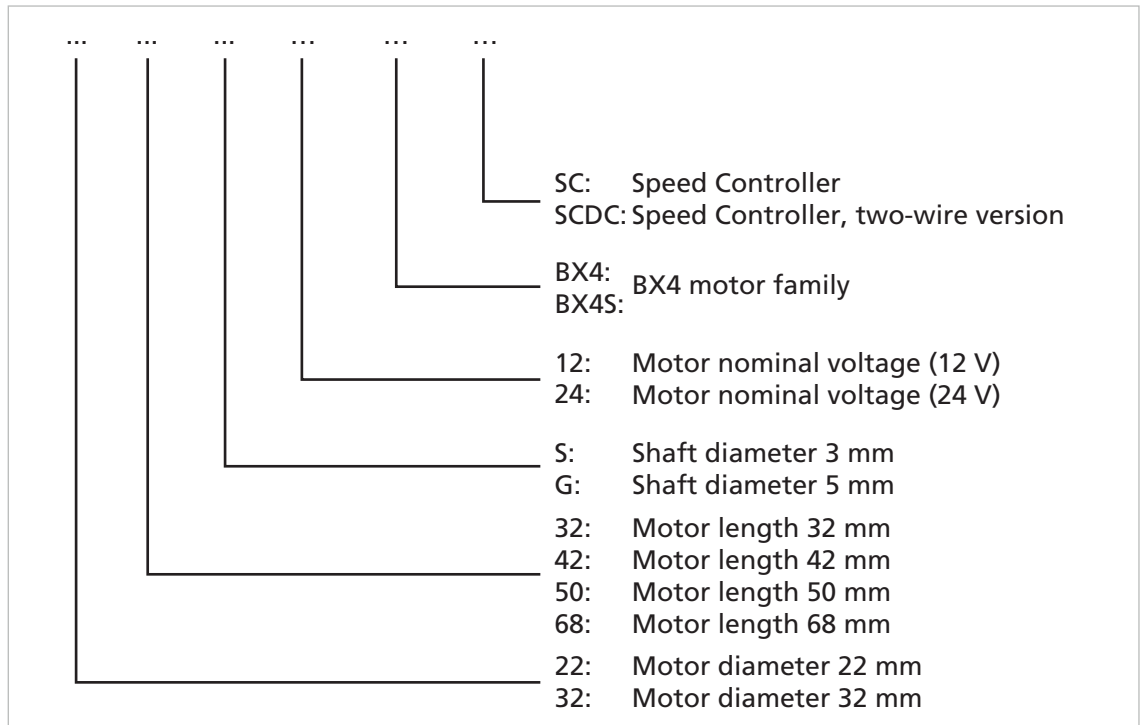 ... ... ... ... ... ...
SC: Speed Controller
SCDC: Speed Controller, two-wire version
BX4: BX4 motor family
BX4S:
12: Motor nominal voltage (12 V)
24: Motor nominal voltage (24 V)
S: Shaft diameter 3 mm
G: Shaft diameter 5 mm
32: Motor length 32 mm
42: Motor length 42 mm
50: Motor length 50 mm
68: Motor length 68 mm
22: Motor diameter 22 mm
32: Motor diameter 32 mm